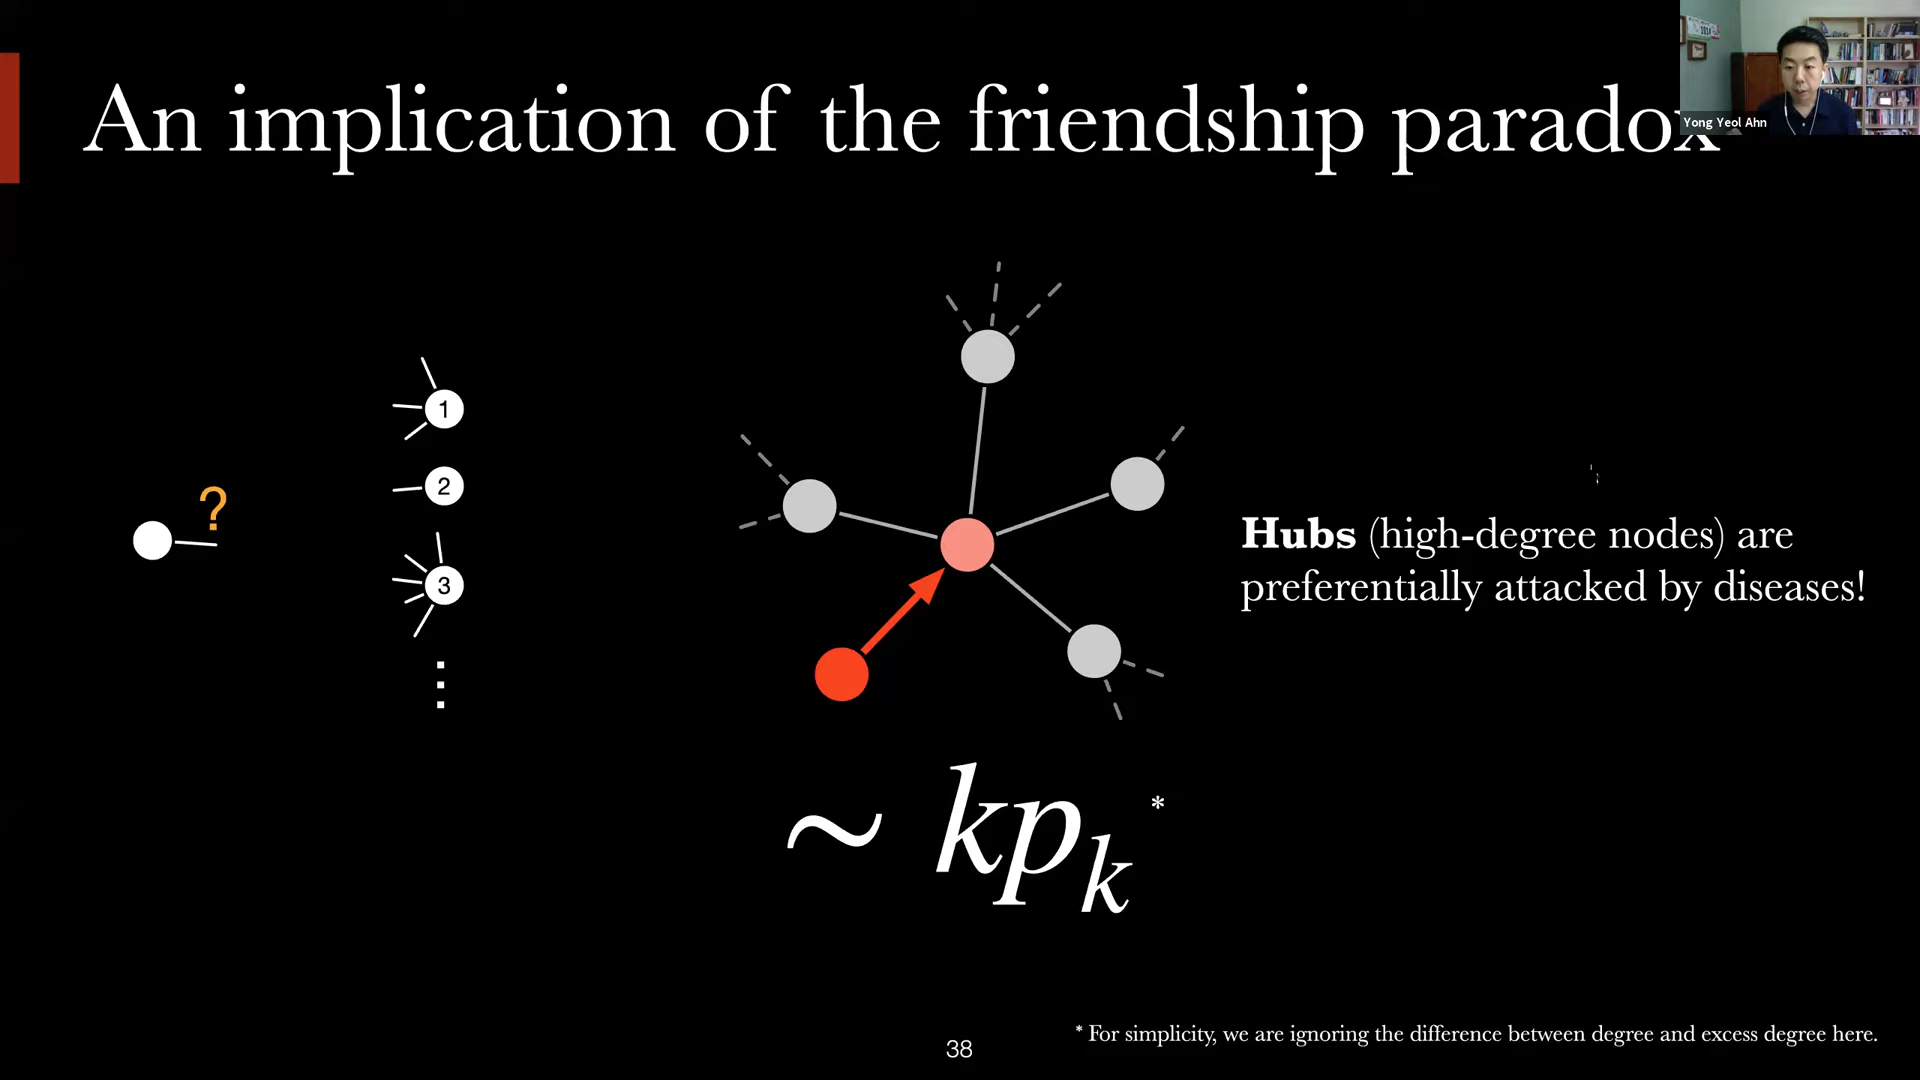 An implication of the friendship paradox
Yong Yeol Ahn
?
1
2
3
Hubs (high-degree nodes) are
preferentially attacked by diseases!
~ kpₖ *
* For simplicity, we are ignoring the difference between degree and excess degree here.
38